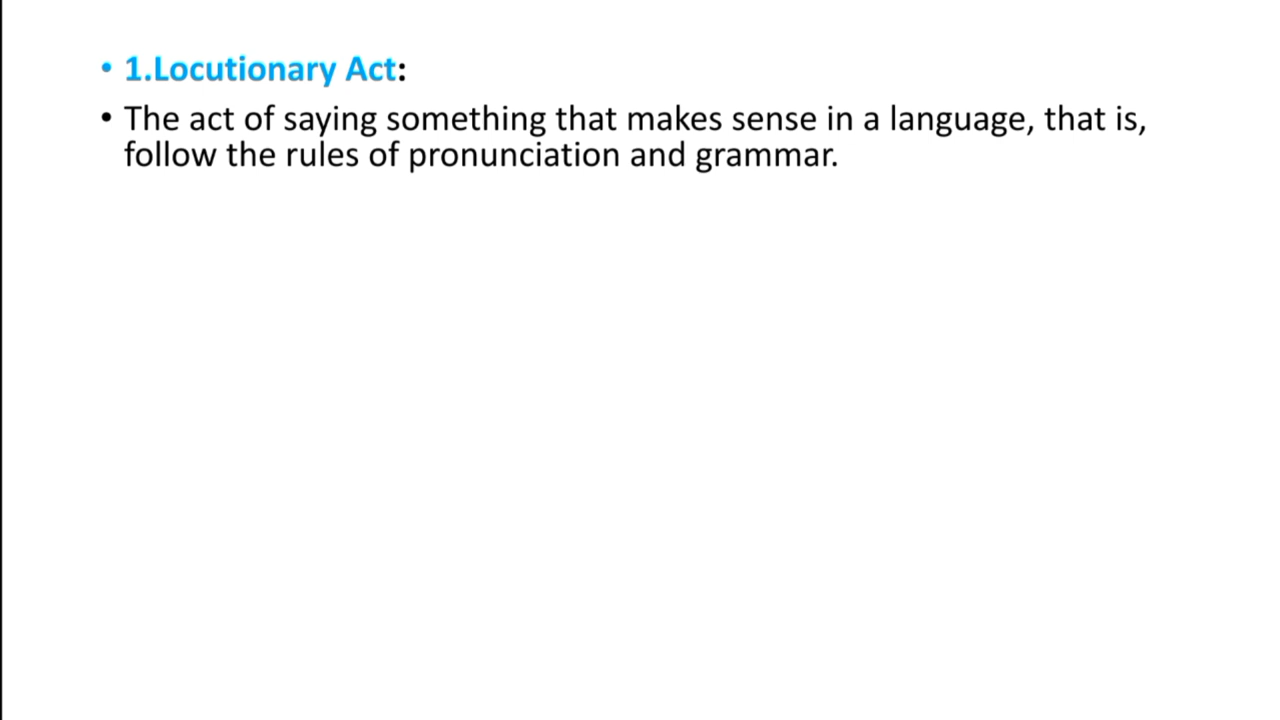 • 1.Locutionary Act:
• The act of saying something that makes sense in a language, that is,
follow the rules of pronunciation and grammar.